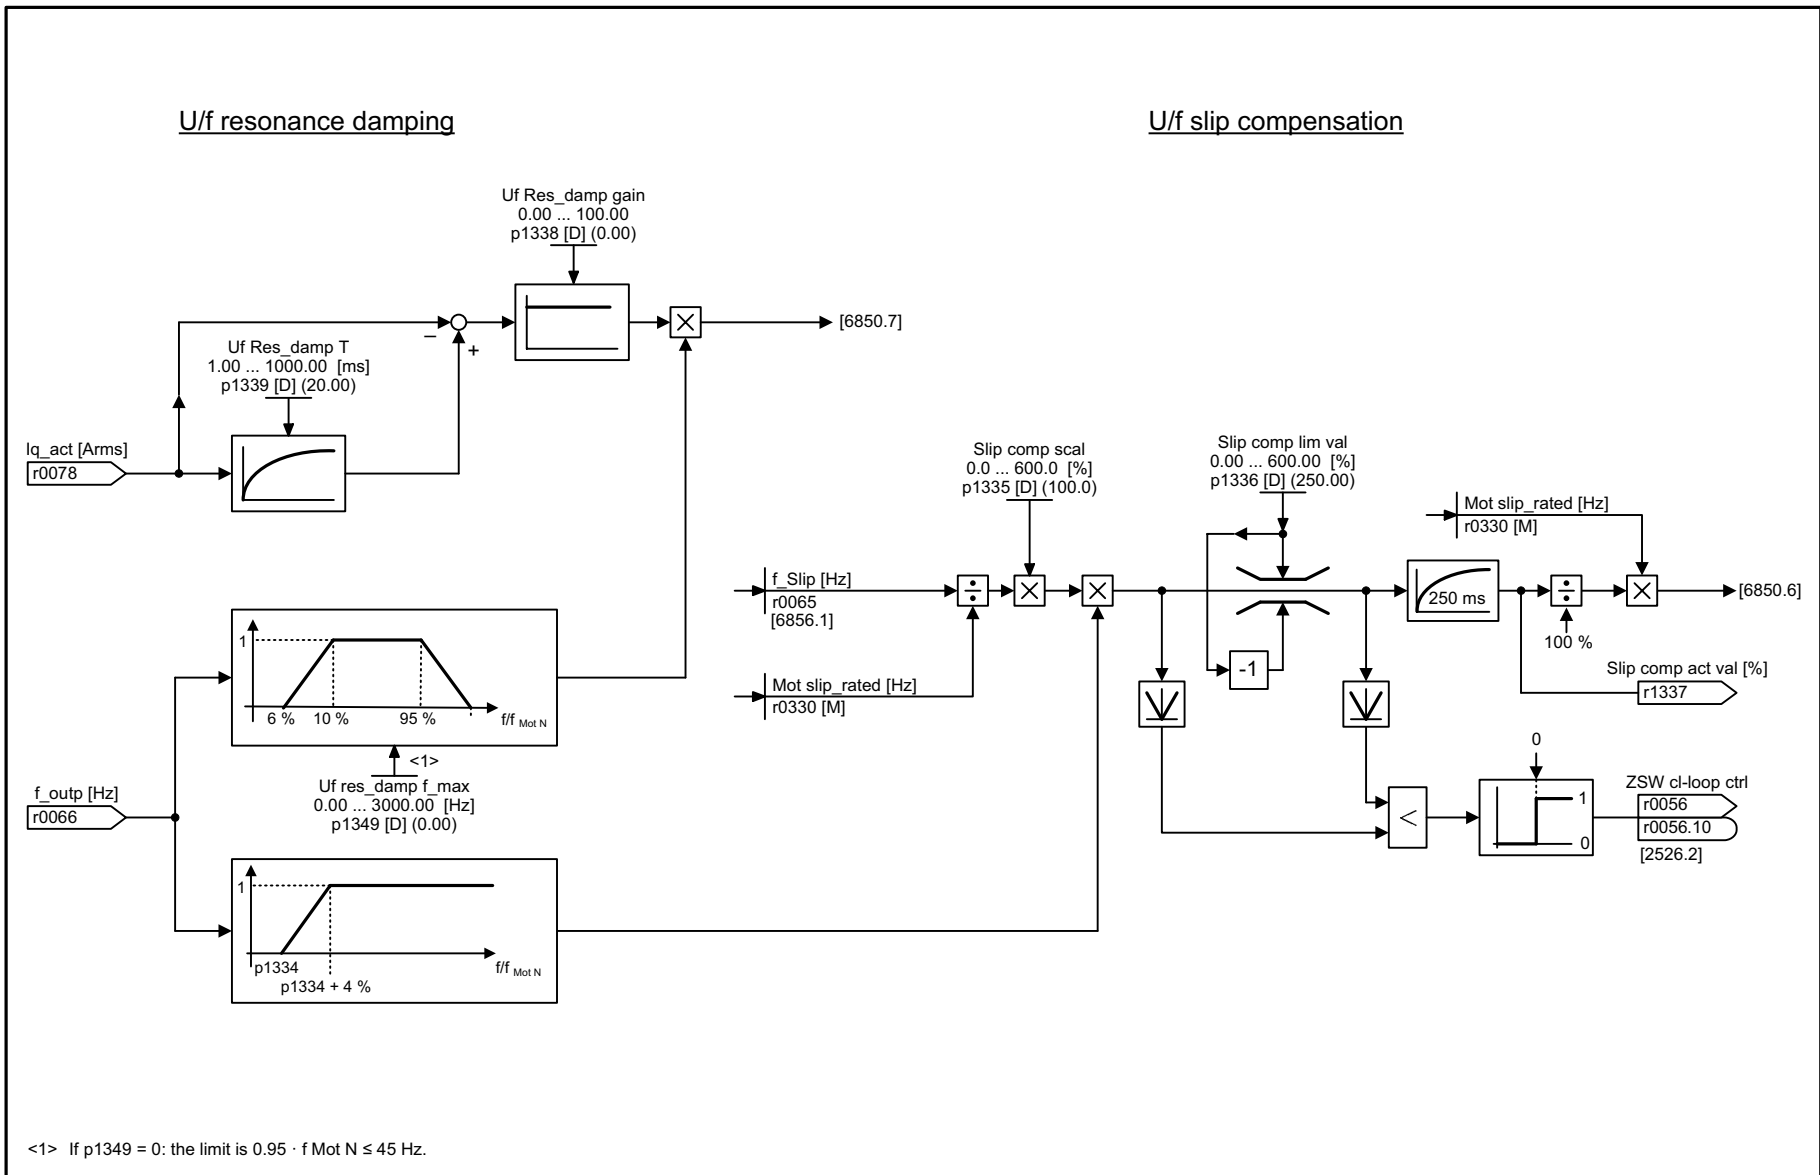 U/f resonance damping
U/f slip compensation
Uf Res_damp gain
0.00 ... 100.00
p1338 [D] (0.00)
[6850.7]
–
+
Uf Res_damp T
1.00 ... 1000.00 [ms]
p1339 [D] (20.00)
Iq_act [Arms]
r0078
Slip comp scal
0.0 ... 600.0 [%]
p1335 [D] (100.0)
Slip comp lim val
0.00 ... 600.00 [%]
p1336 [D] (250.00)
Mot slip_rated [Hz]
r0330 [M]
f_Slip [Hz]
r0065
[6856.1]
÷
250 ms
÷
[6850.6]
100 %
-1
Slip comp act val [%]
r1337
Mot slip_rated [Hz]
r0330 [M]
1
6 %
10 %
95 %
f/f Mot N
<1>
Uf res_damp f_max
0.00 ... 3000.00 [Hz]
p1349 [D] (0.00)
f_outp [Hz]
r0066
0
1
0
<
ZSW cl-loop ctrl
r0056
r0056.10
[2526.2]
1
p1334
p1334 + 4 %
f/f Mot N
<1> If p1349 = 0: the limit is 0.95 · f Mot N ≤ 45 Hz.